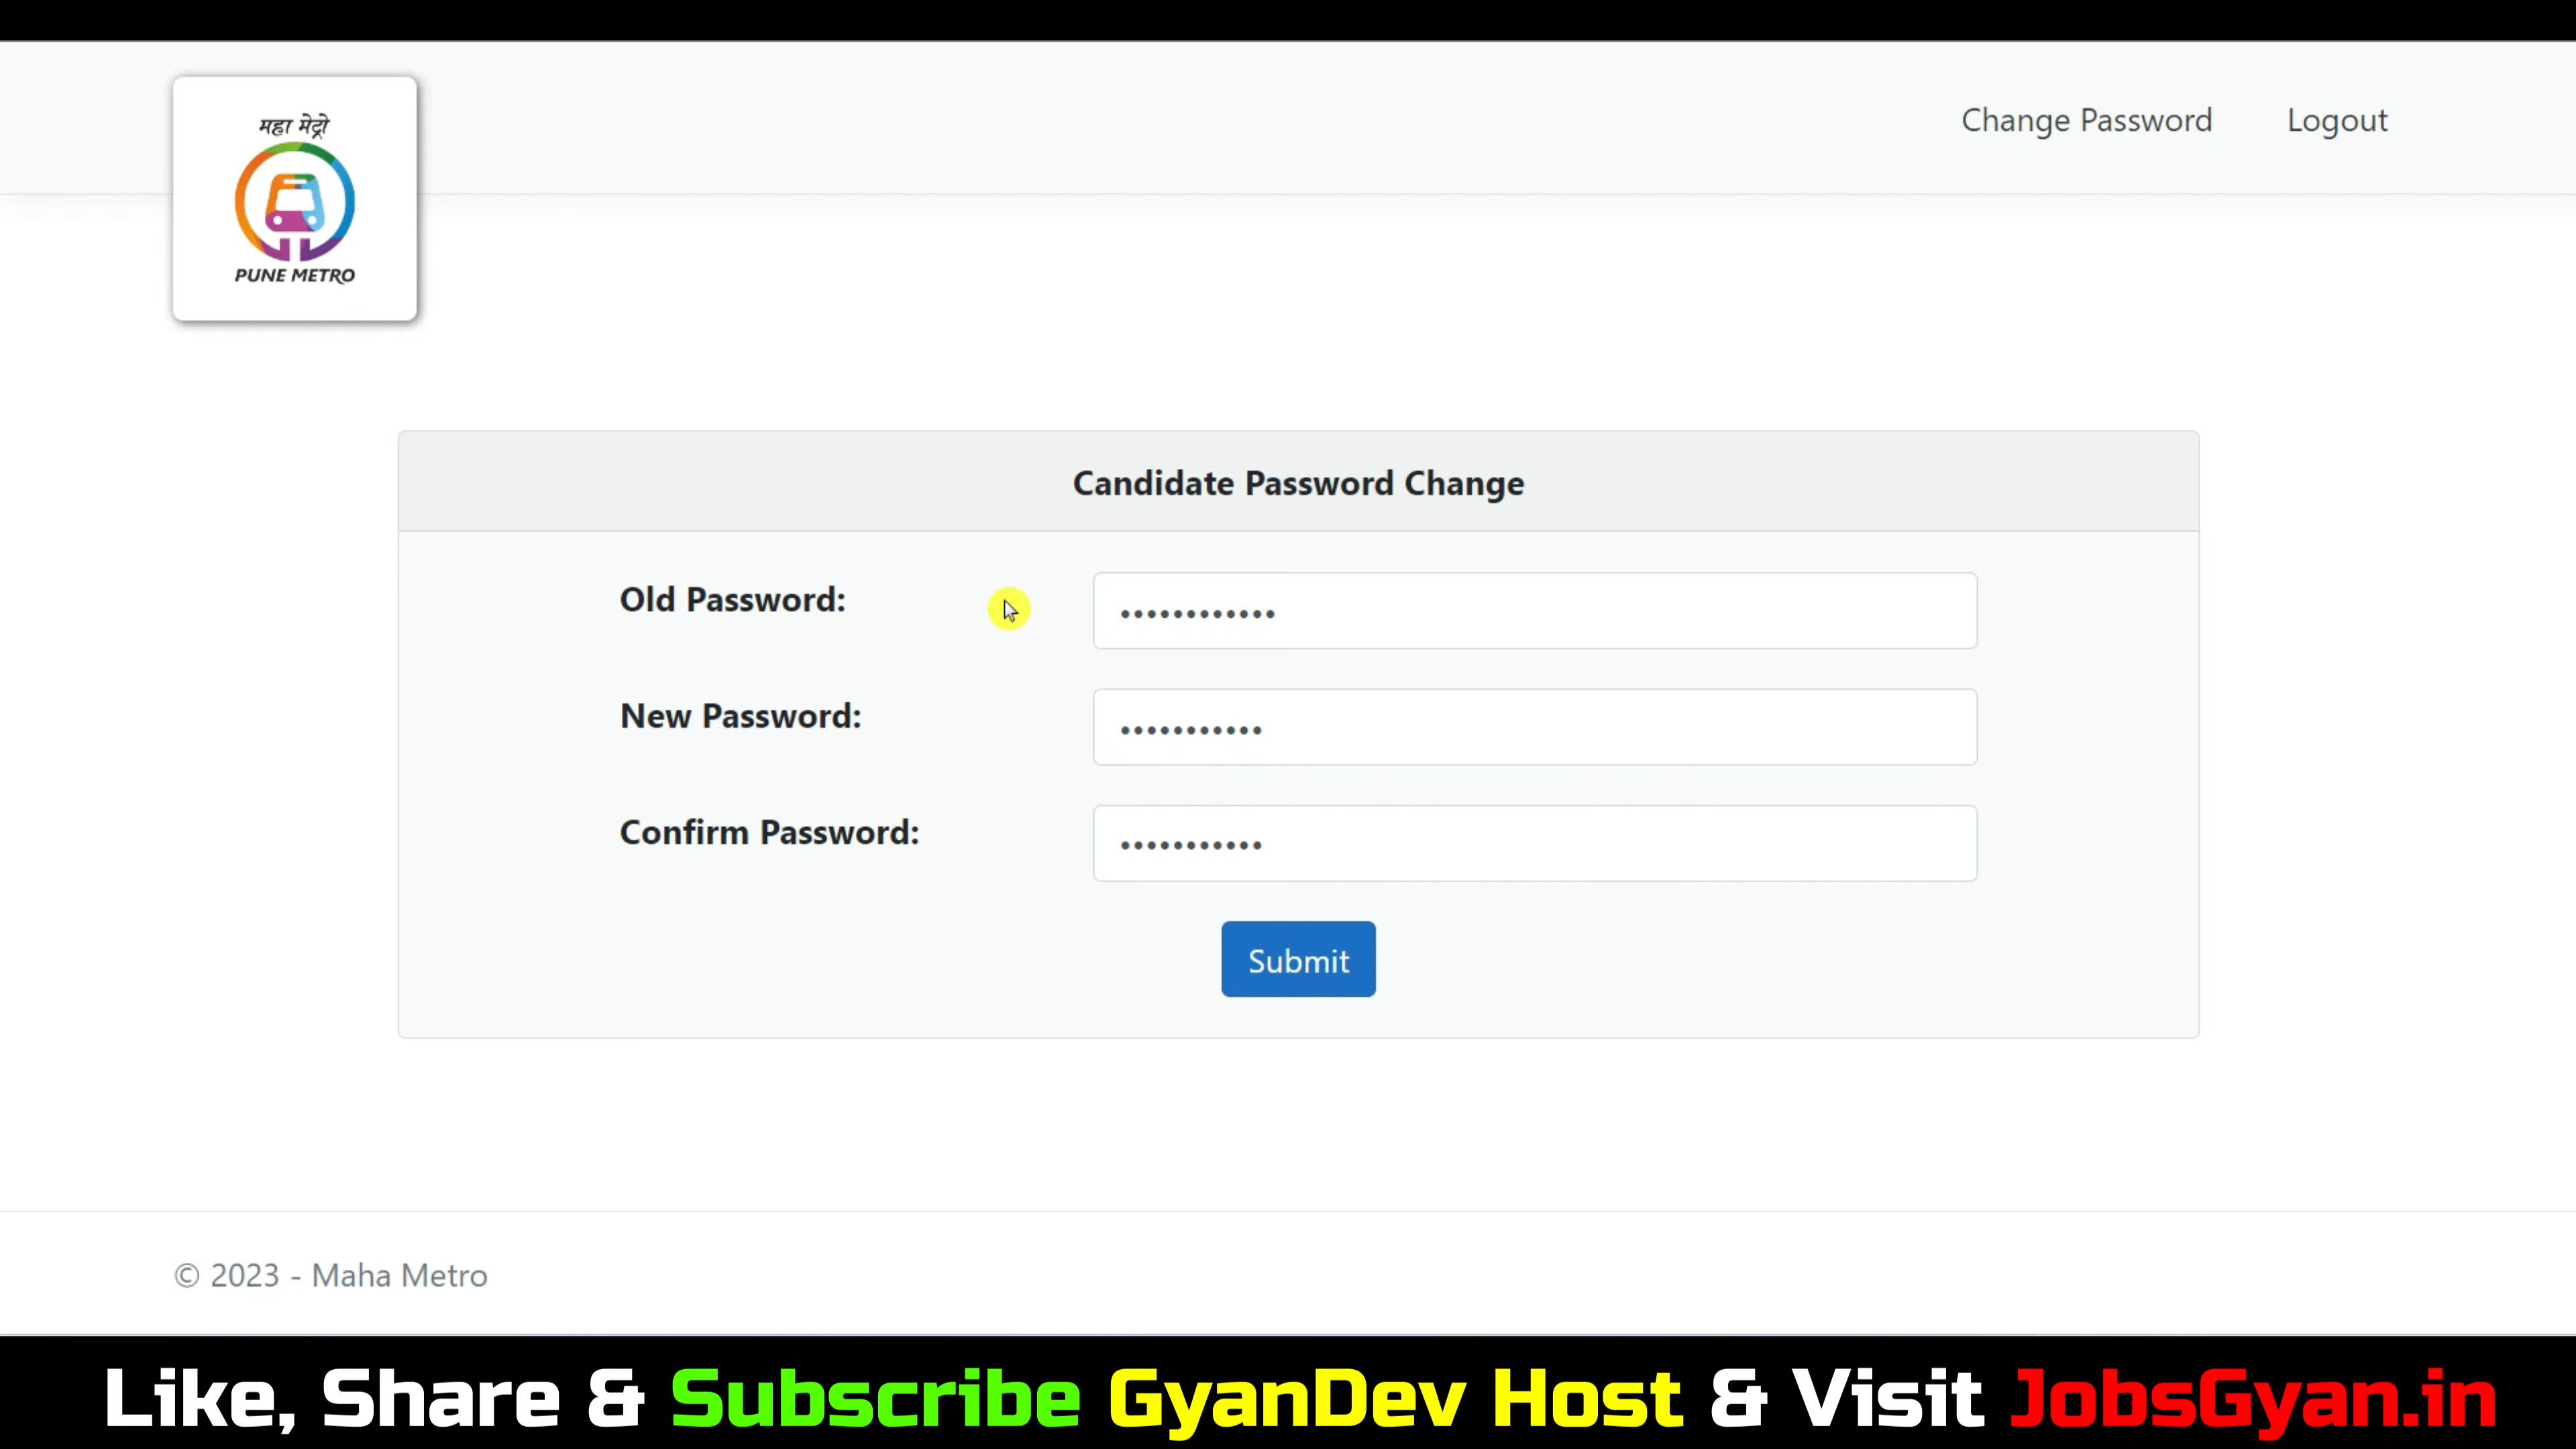 महा मेट्रो
PUNE METRO
Change Password
Logout
Candidate Password Change
Old Password:
••••••••••••
New Password:
•••••••••••
Confirm Password:
•••••••••••
Submit
© 2023 - Maha Metro
Like, Share & Subscribe GyanDev Host & Visit JobsGyan.in